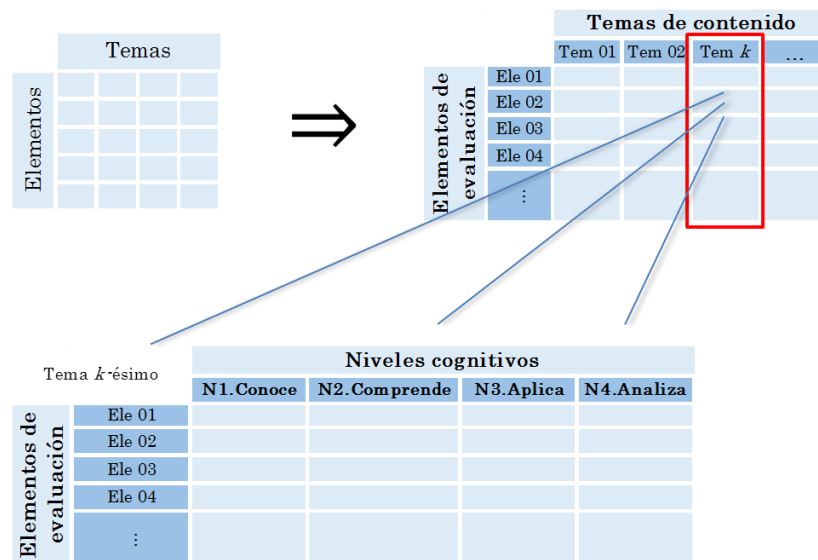 Temas
Elementos
⇒
Temas de contenido
Tem 01 Tem 02 Tem k ...
Elementos de
evaluación
Ele 01
Ele 02
Ele 03
Ele 04
⋮
Tema k-ésimo
Niveles cognitivos
N1.Conoce N2.Comprende N3.Aplica N4.Analiza
Elementos de
evaluación
Ele 01
Ele 02
Ele 03
Ele 04
⋮